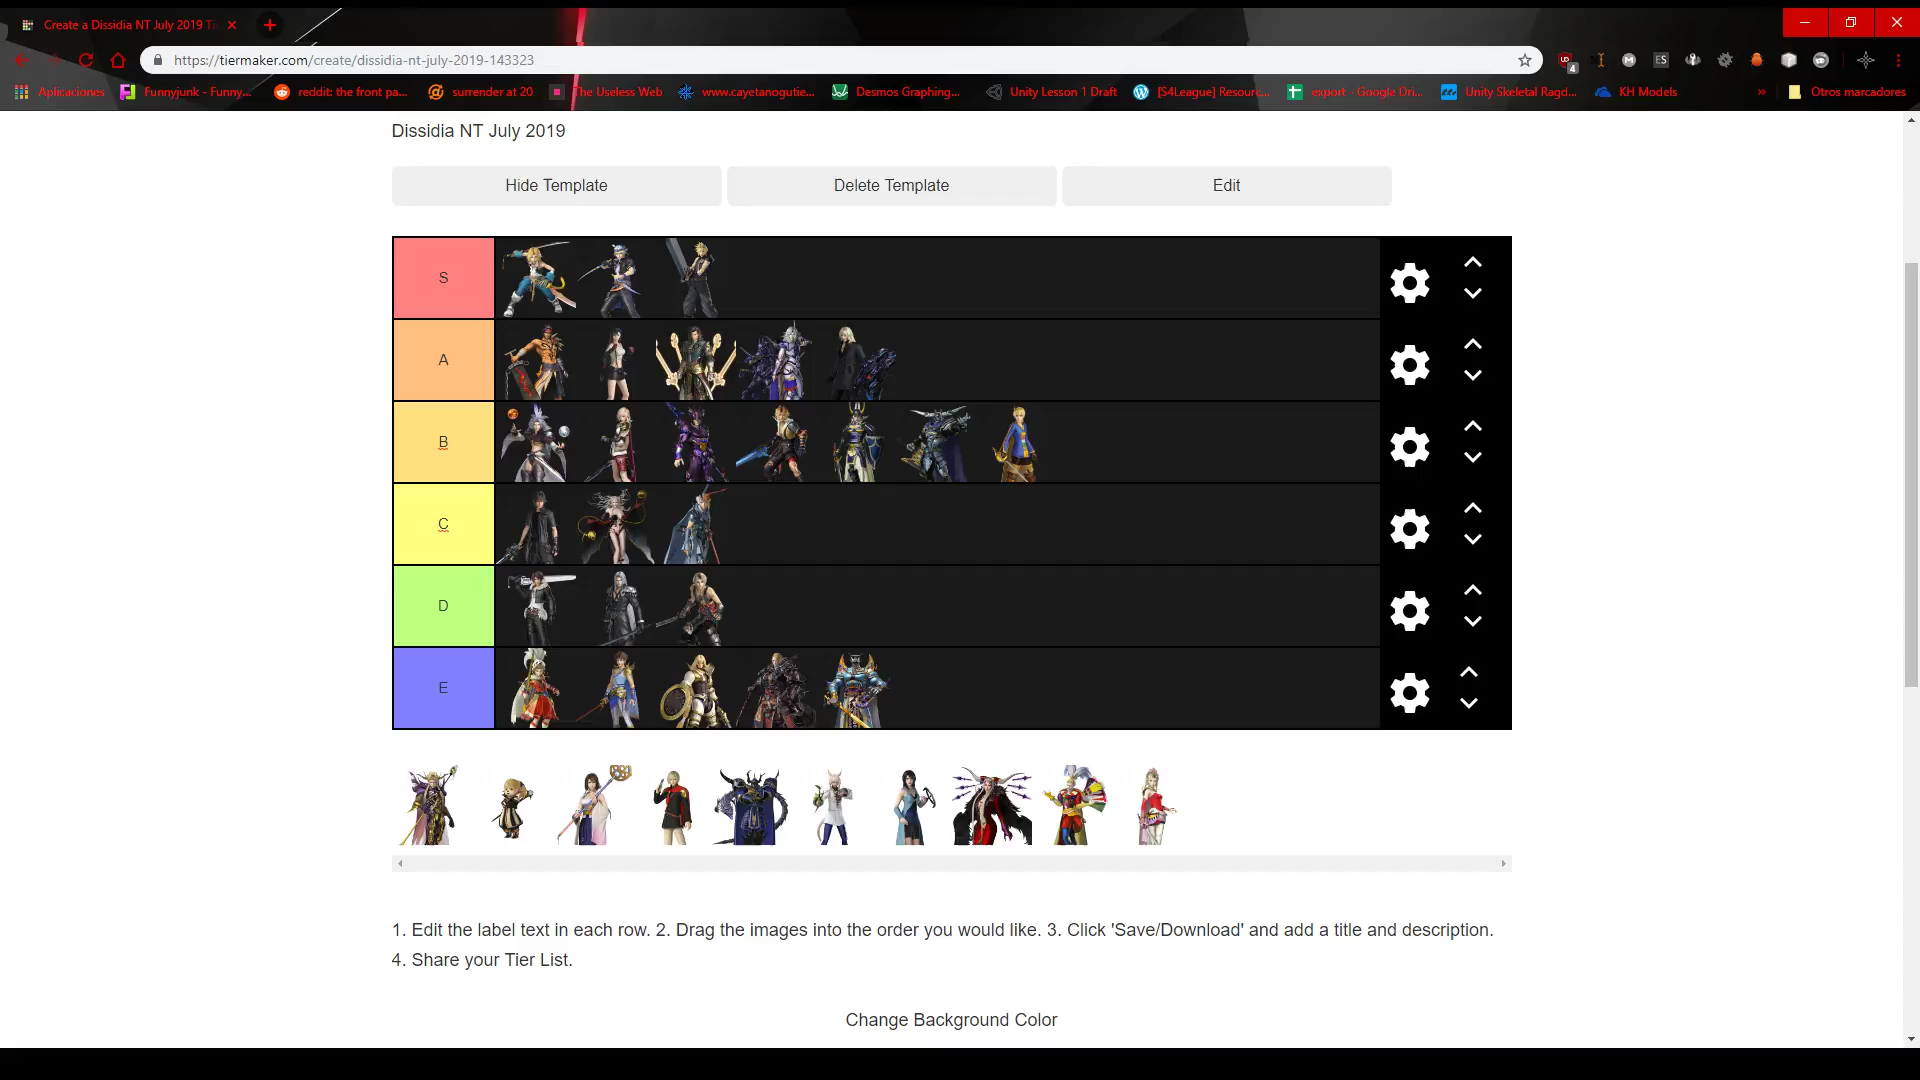 Create a Dissidia NT July 2019 Ti
https://tiermaker.com/create/dissidia-nt-july-2019-143323
4
ES
Aplicaciones
Funnyjunk - Funny...
reddit: the front pa...
surrender at 20
The Useless Web
www.cayetanogutie...
Desmos Graphing...
Unity Lesson 1 Draft
[S4League] Resourc...
export - Google Dri...
Unity Skeletal Ragd...
KH Models
»
Otros marcadores
Dissidia NT July 2019
Hide Template
Delete Template
Edit
S
A
B
C
D
E
1. Edit the label text in each row. 2. Drag the images into the order you would like. 3. Click 'Save/Download' and add a title and description.
4. Share your Tier List.
Change Background Color